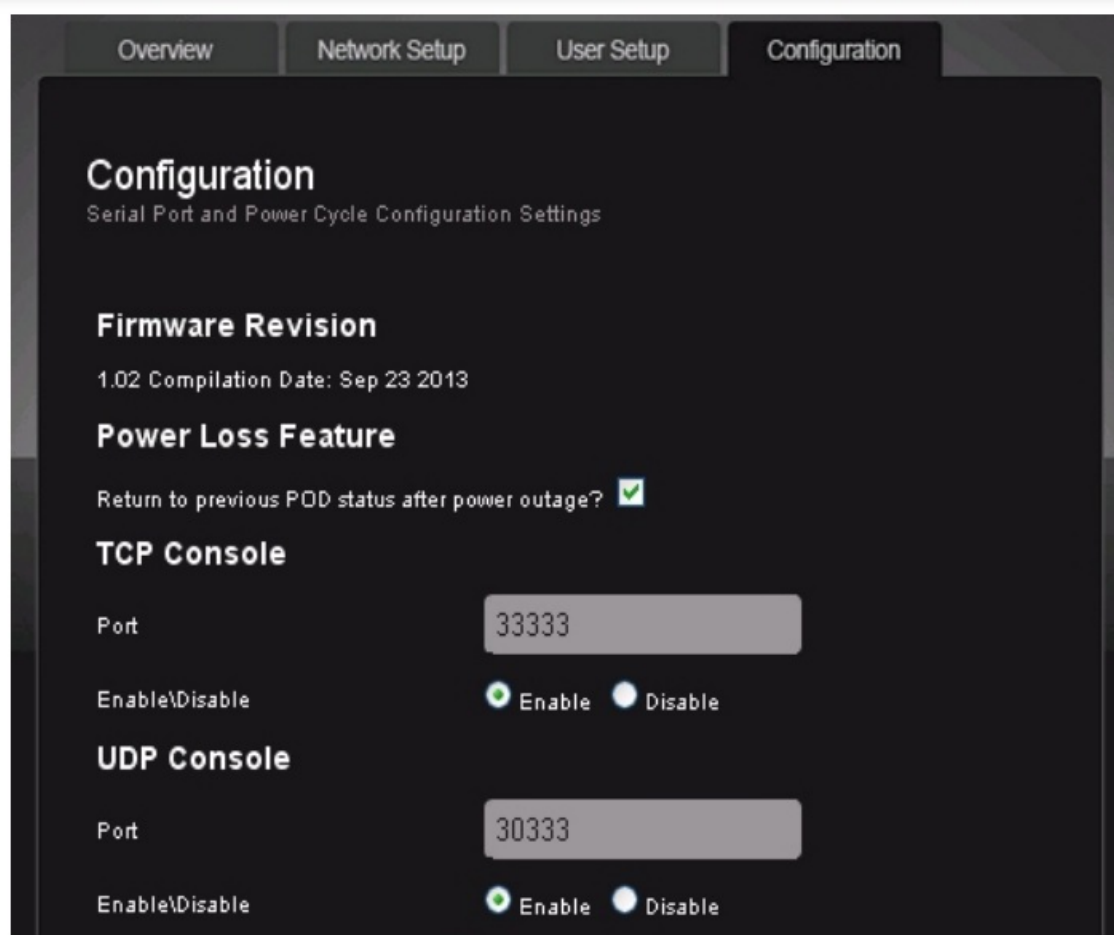 Overview Network Setup User Setup Configuration
Configuration
Serial Port and Power Cycle Configuration Settings
Firmware Revision
1.02 Compilation Date: Sep 23 2013
Power Loss Feature
Return to previous POD status after power outage?
TCP Console
Port 33333
Enable\Disable Enable Disable
UDP Console
Port 30333
Enable\Disable Enable Disable